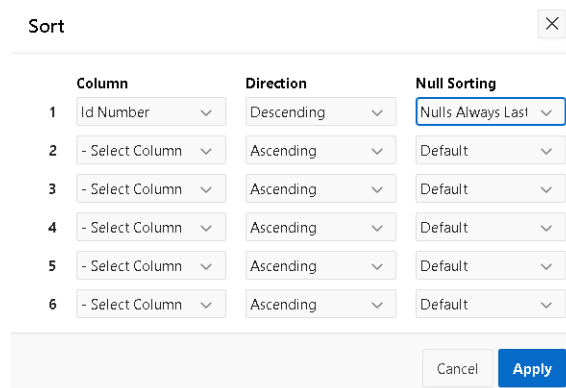 Sort
Column Direction Null Sorting
1 Id Number Descending Nulls Always Last
2 - Select Column Ascending Default
3 - Select Column Ascending Default
4 - Select Column Ascending Default
5 - Select Column Ascending Default
6 - Select Column Ascending Default
Cancel Apply